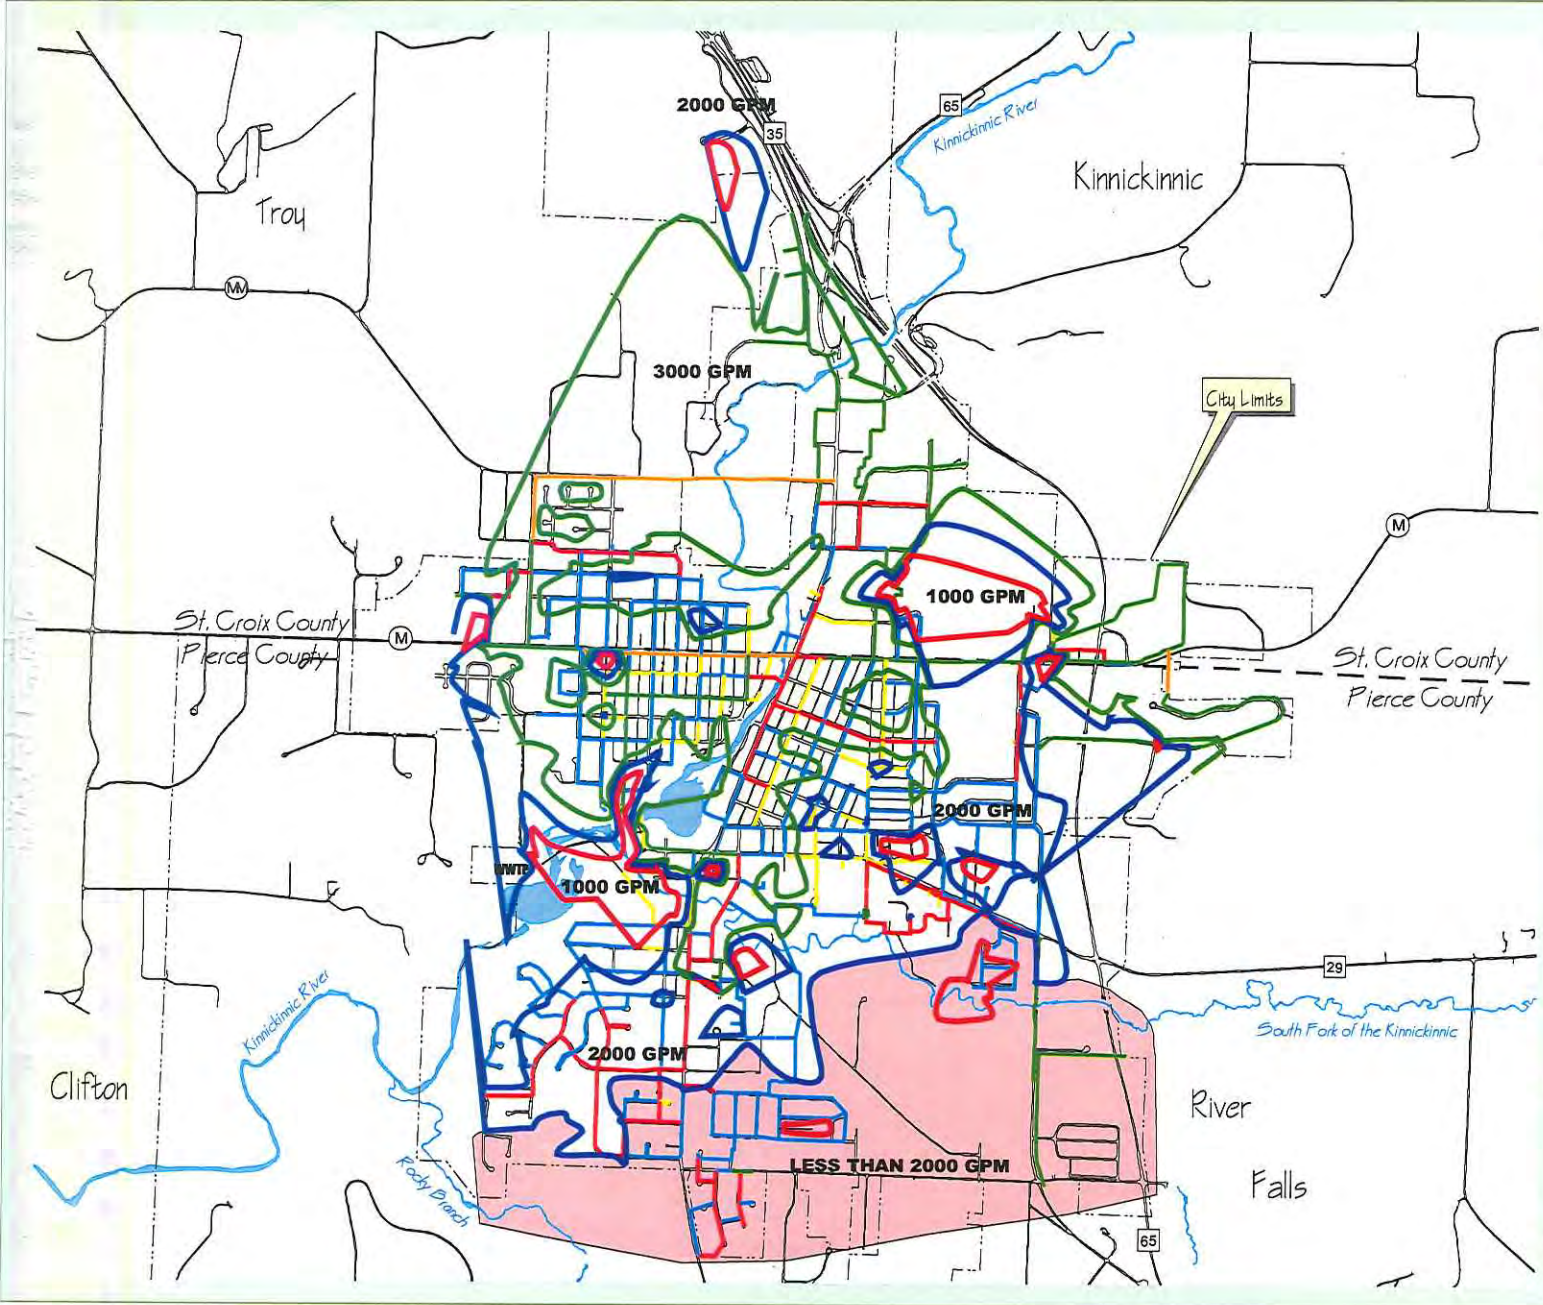 2000 GPM
35
65
Kinnickinnic River
Kinnickinnic
Troy
MM
3000 GPM
City Limits
M
1000 GPM
St. Croix County
M
Pierce County
St. Croix County
Pierce County
2000 GPM
WWTP
1000 GPM
29
Kinnickinnic River
South Fork of the Kinnickinnic
2000 GPM
Clifton
River
LESS THAN 2000 GPM
Falls
Rocky Branch
65